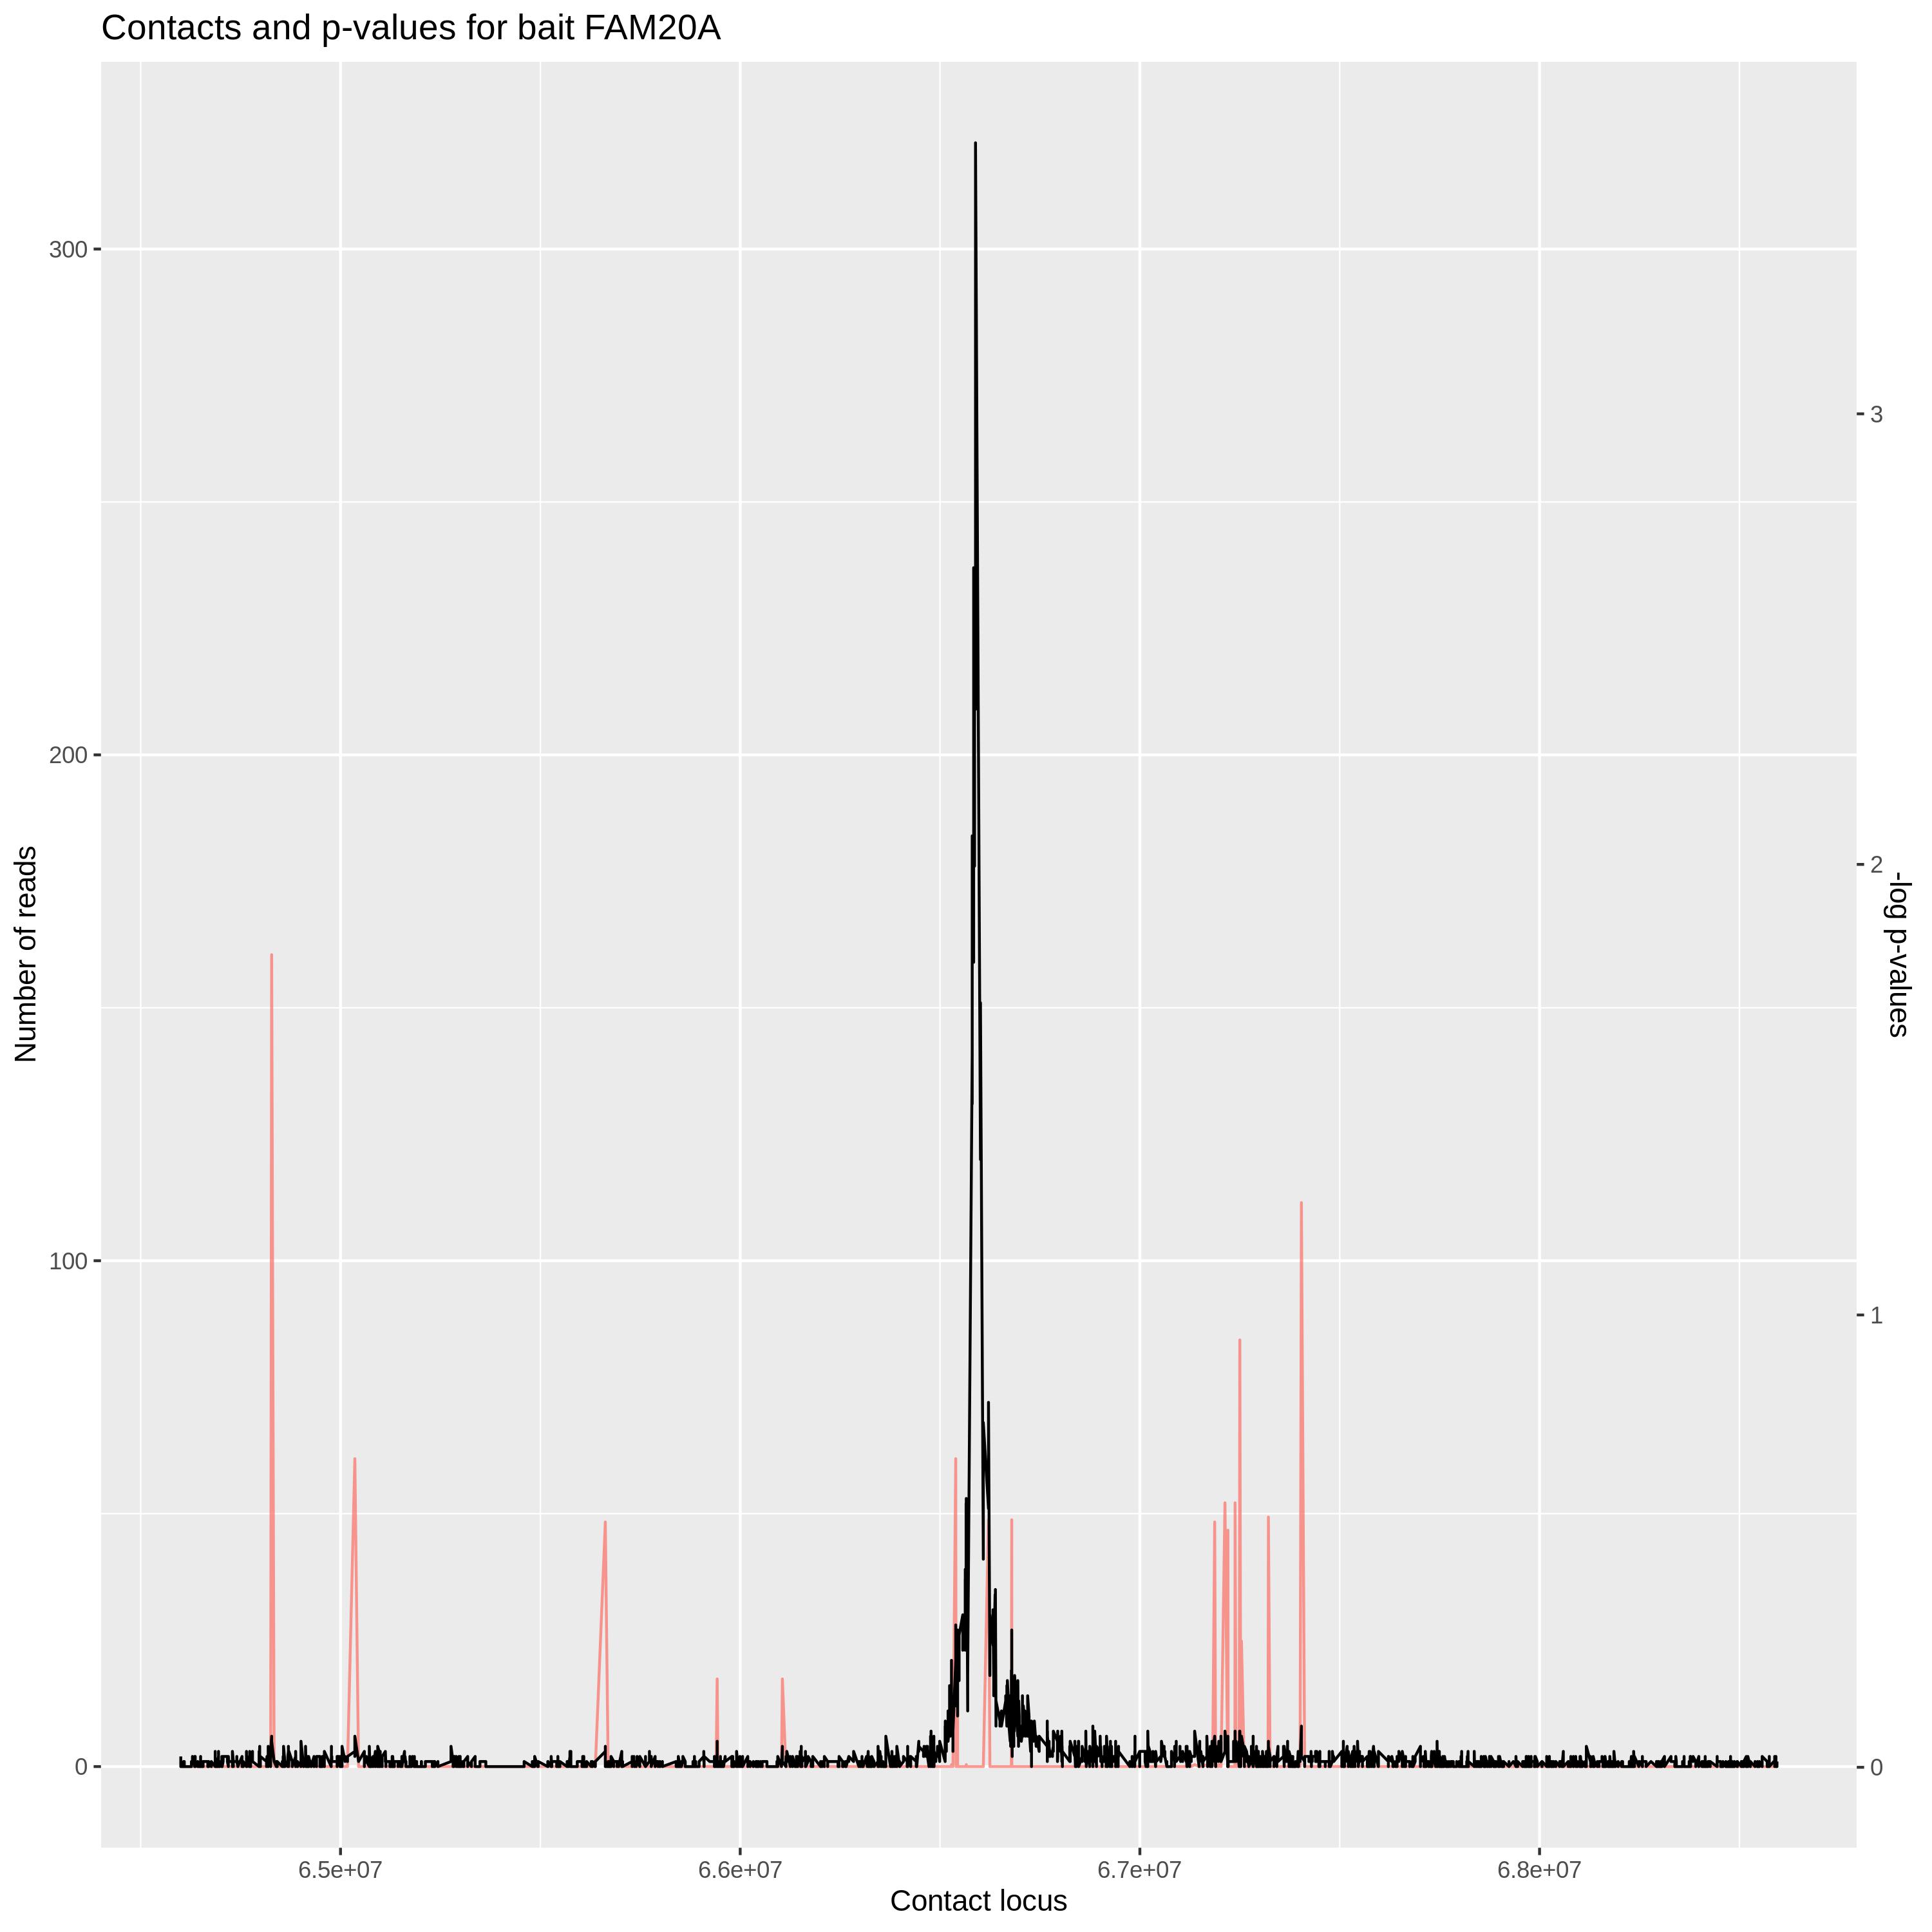 Contacts and p-values for bait FAM20A
300
200
100
0
Number of reads
3
2
1
0
-log p-values
6.5e+07
6.6e+07
6.7e+07
6.8e+07
Contact locus